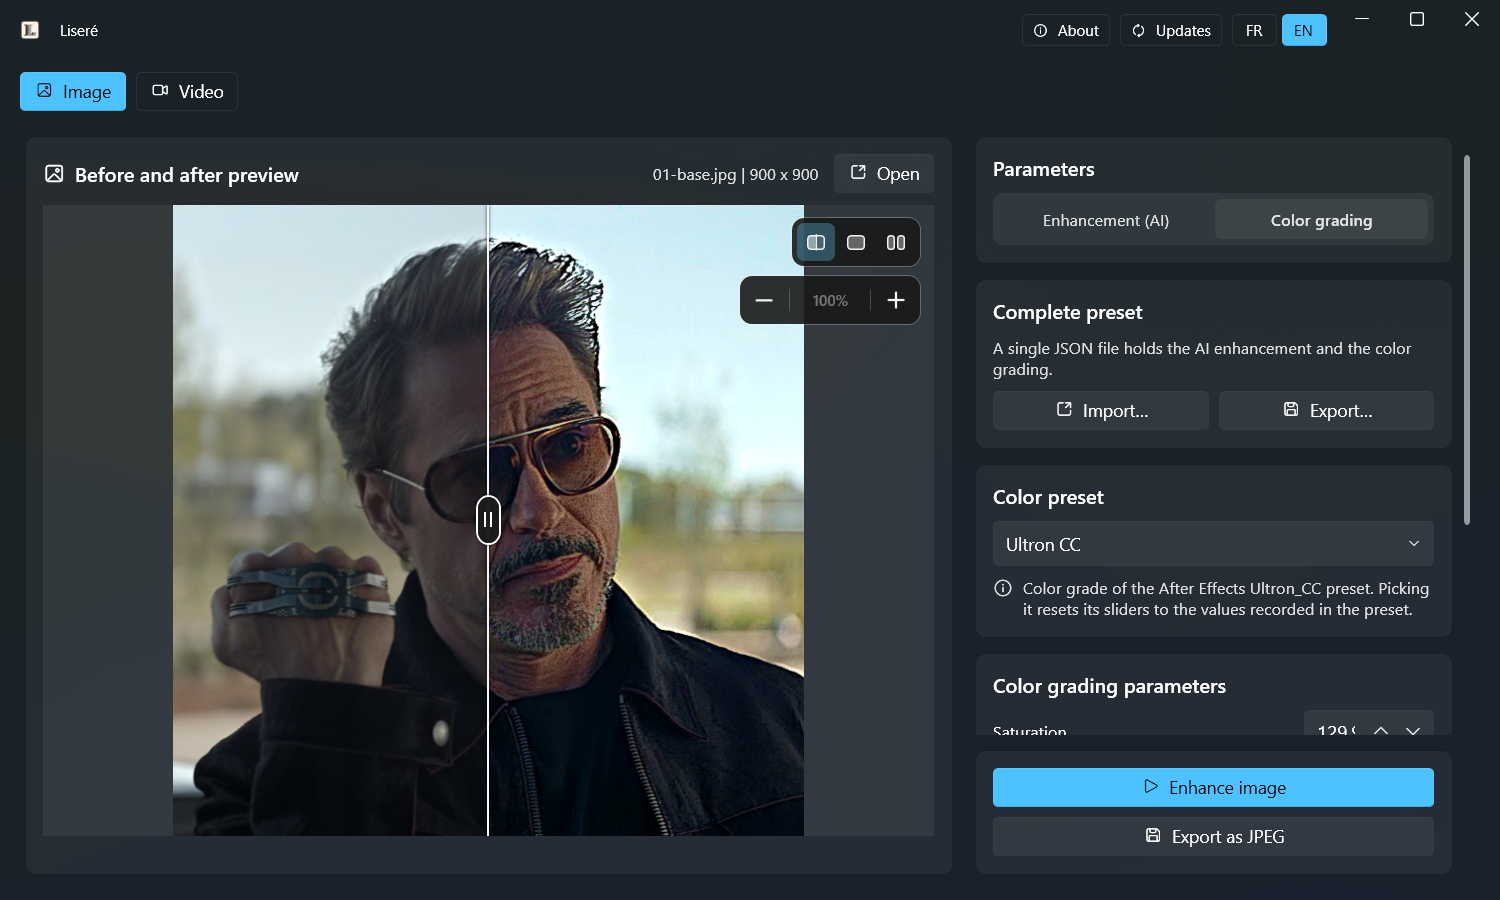 Liseré
About
Updates
FR
EN
Image
Video
Before and after preview
01-base.jpg | 900 x 900
Open
100%
Parameters
Enhancement (AI)
Color grading
Complete preset
A single JSON file holds the AI enhancement and the color
grading.
Import...
Export...
Color preset
Ultron CC
Color grade of the After Effects Ultron_CC preset. Picking
it resets its sliders to the values recorded in the preset.
Color grading parameters
Saturation
Enhance image
Export as JPEG